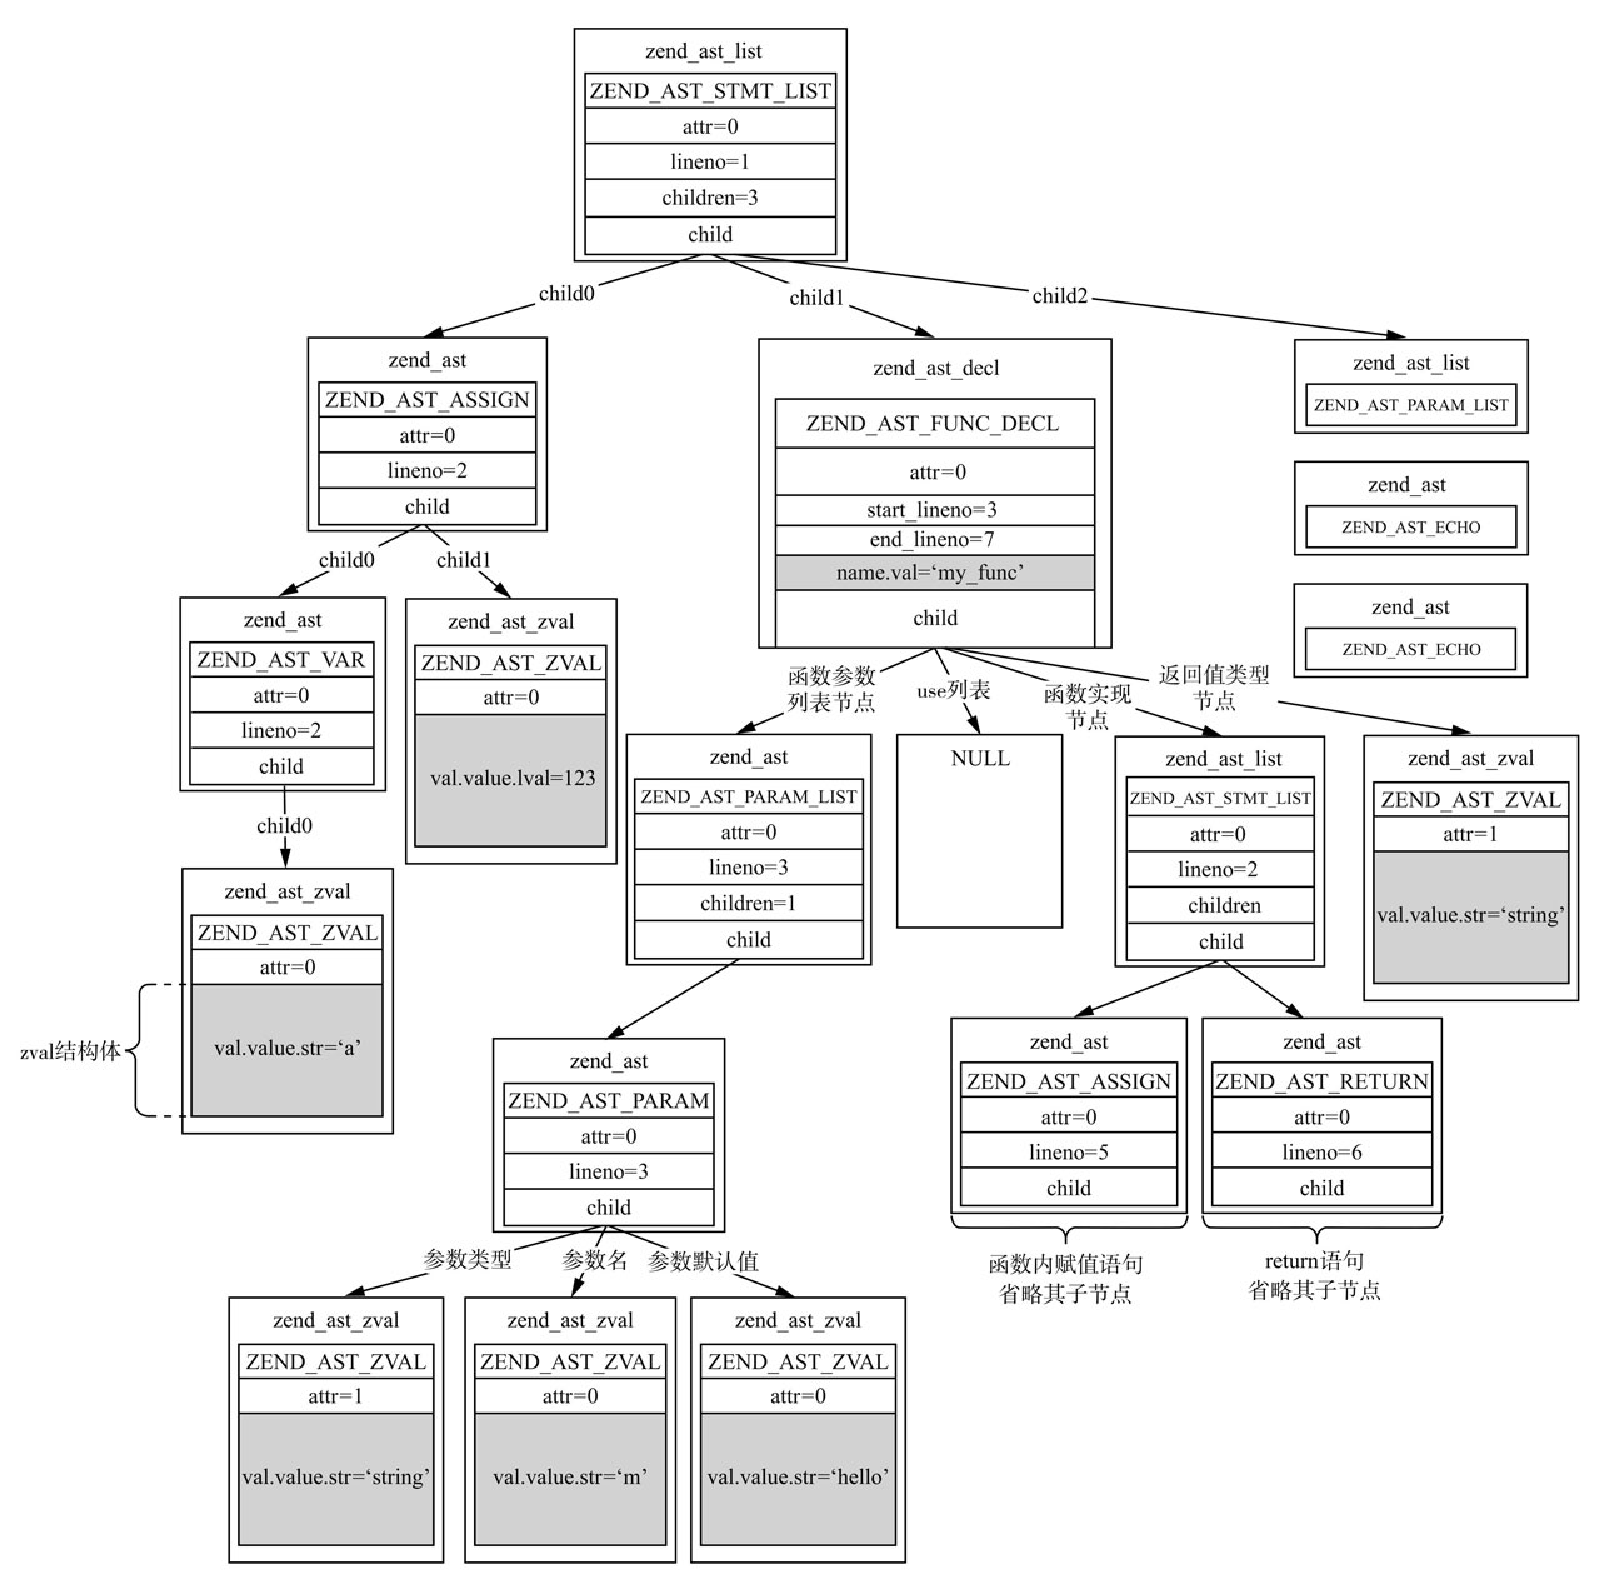 zend_ast_list
ZEND_AST_STMT_LIST
attr=0
lineno=1
children=3
child
child0
child1
child2
zend_ast
ZEND_AST_ASSIGN
attr=0
lineno=2
child
child0
child1
zend_ast
ZEND_AST_VAR
attr=0
lineno=2
child
child0
zend_ast_zval
ZEND_AST_ZVAL
attr=0
val.value.str=‘a’
zval结构体
zend_ast_zval
ZEND_AST_ZVAL
attr=0
val.value.lval=123
zend_ast_decl
ZEND_AST_FUNC_DECL
attr=0
start_lineno=3
end_lineno=7
name.val=‘my_func’
child
函数参数
列表节点
use列表
函数实现
节点
返回值类型
节点
zend_ast
ZEND_AST_PARAM_LIST
attr=0
lineno=3
children=1
child
zend_ast
ZEND_AST_PARAM
attr=0
lineno=3
child
参数类型
参数名
参数默认值
zend_ast_zval
ZEND_AST_ZVAL
attr=1
val.value.str=‘string’
zend_ast_zval
ZEND_AST_ZVAL
attr=0
val.value.str=‘m’
zend_ast_zval
ZEND_AST_ZVAL
attr=0
val.value.str=‘hello’
NULL
zend_ast_list
ZEND_AST_STMT_LIST
attr=0
lineno=2
children
child
zend_ast
ZEND_AST_ASSIGN
attr=0
lineno=5
child
函数内赋值语句
省略其子节点
zend_ast
ZEND_AST_RETURN
attr=0
lineno=6
child
return语句
省略其子节点
zend_ast_zval
ZEND_AST_ZVAL
attr=1
val.value.str=‘string’
zend_ast_list
ZEND_AST_PARAM_LIST
zend_ast
ZEND_AST_ECHO
zend_ast
ZEND_AST_ECHO